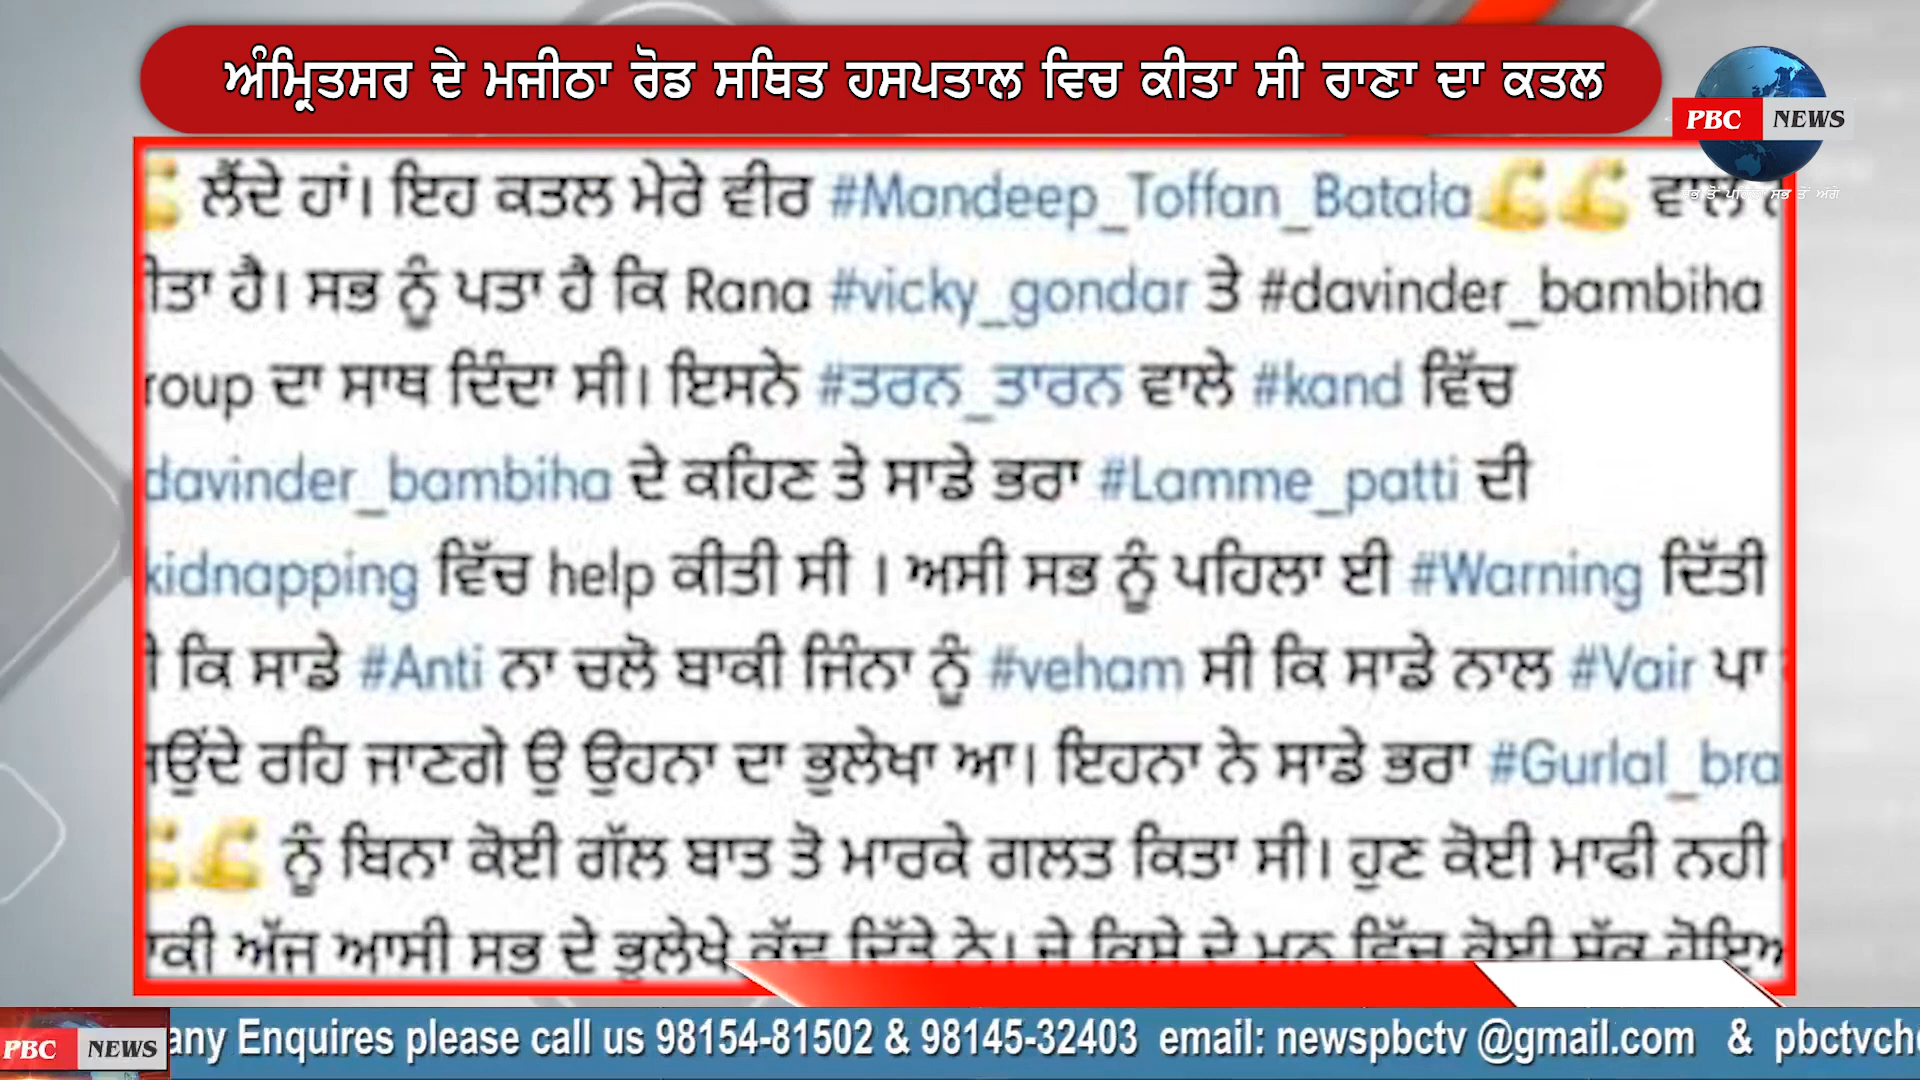 ਅੰਮ੍ਰਿਤਸਰ ਦੇ ਮਜੀਠਾ ਰੋਡ ਸਥਿਤ ਹਸਪਤਾਲ ਵਿਚ ਕੀਤਾ ਸੀ ਰਾਣਾ ਦਾ ਕਤਲ
PBC NEWS
ਲੈਂਦੇ ਹਾਂ। ਇਹ ਕਤਲ ਮੇਰੇ ਵੀਰ #Mandeep_Toffan_Batala💪💪
ੀਤਾ ਹੈ। ਸਭ ਨੂੰ ਪਤਾ ਹੈ ਕਿ Rana #vicky_gondar ਤੇ #davinder_bambiha
roup ਦਾ ਸਾਥ ਦਿੰਦਾ ਸੀ। ਇਸਨੇ #ਤਰਨ_ਤਾਰਨ ਵਾਲੇ #kand ਵਿੱਚ
davinder_bambiha ਦੇ ਕਹਿਣ ਤੇ ਸਾਡੇ ਭਰਾ #Lamme_patti ਦੀ
kidnapping ਵਿੱਚ help ਕੀਤੀ ਸੀ । ਅਸੀ ਸਭ ਨੂੰ ਪਹਿਲਾ ਈ #Warning ਦਿੱਤੀ
ੀ ਕਿ ਸਾਡੇ #Anti ਨਾ ਚਲੋ ਬਾਕੀ ਜਿੰਨਾ ਨੂੰ #veham ਸੀ ਕਿ ਸਾਡੇ ਨਾਲ #Vair ਪਾ
ਉਂਦੇ ਰਹਿ ਜਾਣਗੇ ਉ ਉਹਨਾ ਦਾ ਭੁਲੇਖਾ ਆ। ਇਹਨਾ ਨੇ ਸਾਡੇ ਭਰਾ #Gurlal_bra
💪💪 ਨੂੰ ਬਿਨਾ ਕੋਈ ਗੱਲ ਬਾਤ ਤੋ ਮਾਰਕੇ ਗਲਤ ਕਿਤਾ ਸੀ। ਹੁਣ ਕੋਈ ਮਾਫੀ ਨਹੀ
ਾਕੀ ਅੱਜ ਆਸੀ ਸਭ ਦੇ ਭੁਲੇਖੇ ਕੱਢ ਦਿੱਤੇ ਨੇ। ਜੇ ਕਿਸੇ ਦੇ ਮਨ ਵਿੱਚ ਕੋਈ ਸ਼ੱਕ ਹੋਇਆ
PBC NEWS any Enquires please call us 98154-81502 & 98145-32403 email: newspbctv @gmail.com & pbctvch